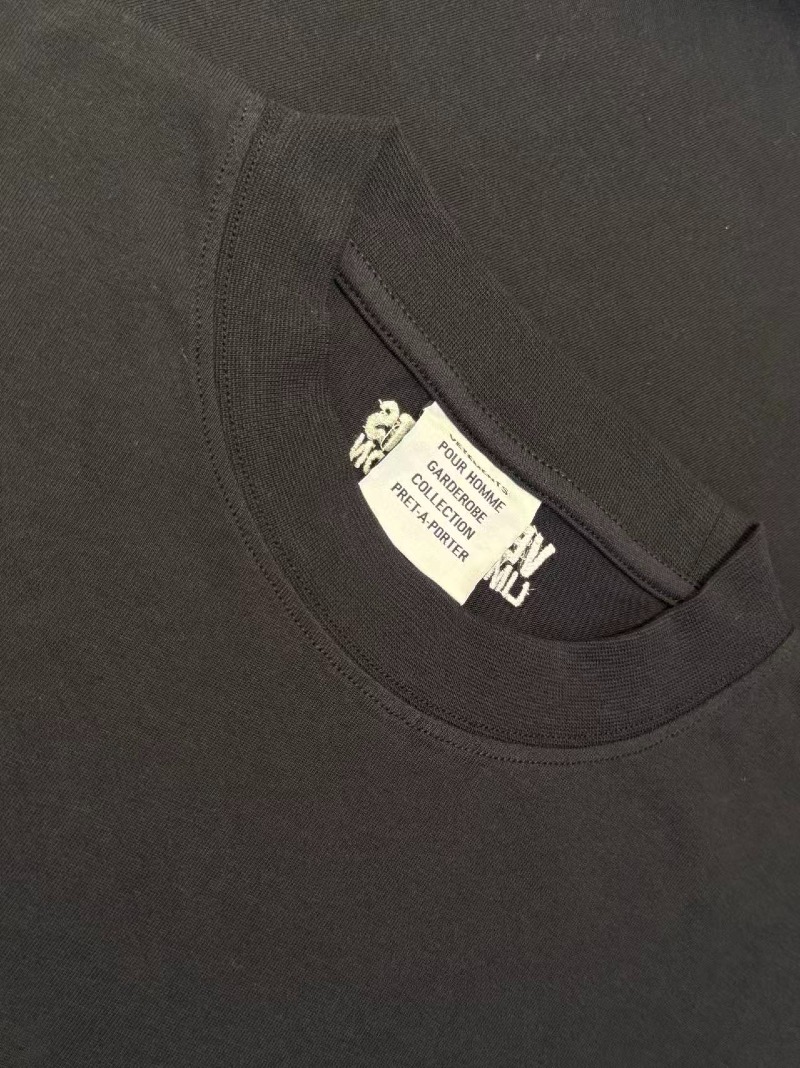 VETEMENTS
POUR HOMME
GARDEROBE
COLLECTION
PRET-A-PORTER